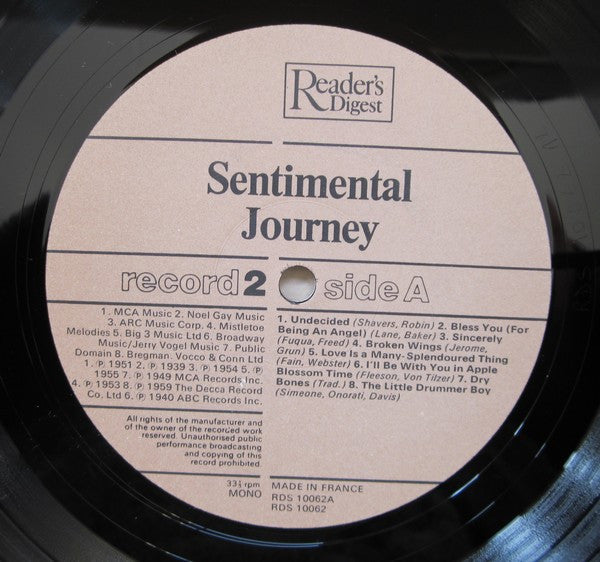 Reader's
Digest
Sentimental
Journey
record 2
side A
1. MCA Music 2. Noel Gay Music
3. ARC Music Corp. 4. Mistletoe
Melodies 5. Big 3 Music Ltd 6. Broadway
Music/Jerry Vogel Music 7. Public
Domain 8. Bregman. Vocco & Conn Ltd
1. ℗ 1951 2. ℗ 1939 3. ℗ 1954 5. ℗
1955 7. ℗ 1949 MCA Records Inc.
4. ℗ 1953 8. ℗ 1959 The Decca Record
Co. Ltd 6. ℗ 1940 ABC Records Inc.
1. Undecided (Shavers, Robin) 2. Bless You (For
Being An Angel) (Lane, Baker) 3. Sincerely
(Fuqua, Freed) 4. Broken Wings (Jerome,
Grun) 5. Love Is a Many-Splendoured Thing
(Fain, Webster) 6. I'll Be With You in Apple
Blossom Time (Fleeson, Von Tilzer) 7. Dry
Bones (Trad.) 8. The Little Drummer Boy
(Simeone, Onorati, Davis)
All rights of the manufacturer and
of the owner of the recorded work
reserved. Unauthorised public
performance broadcasting
and copying of this
record prohibited.
33⅓ rpm
MONO
MADE IN FRANCE
RDS 10062A
RDS 10062